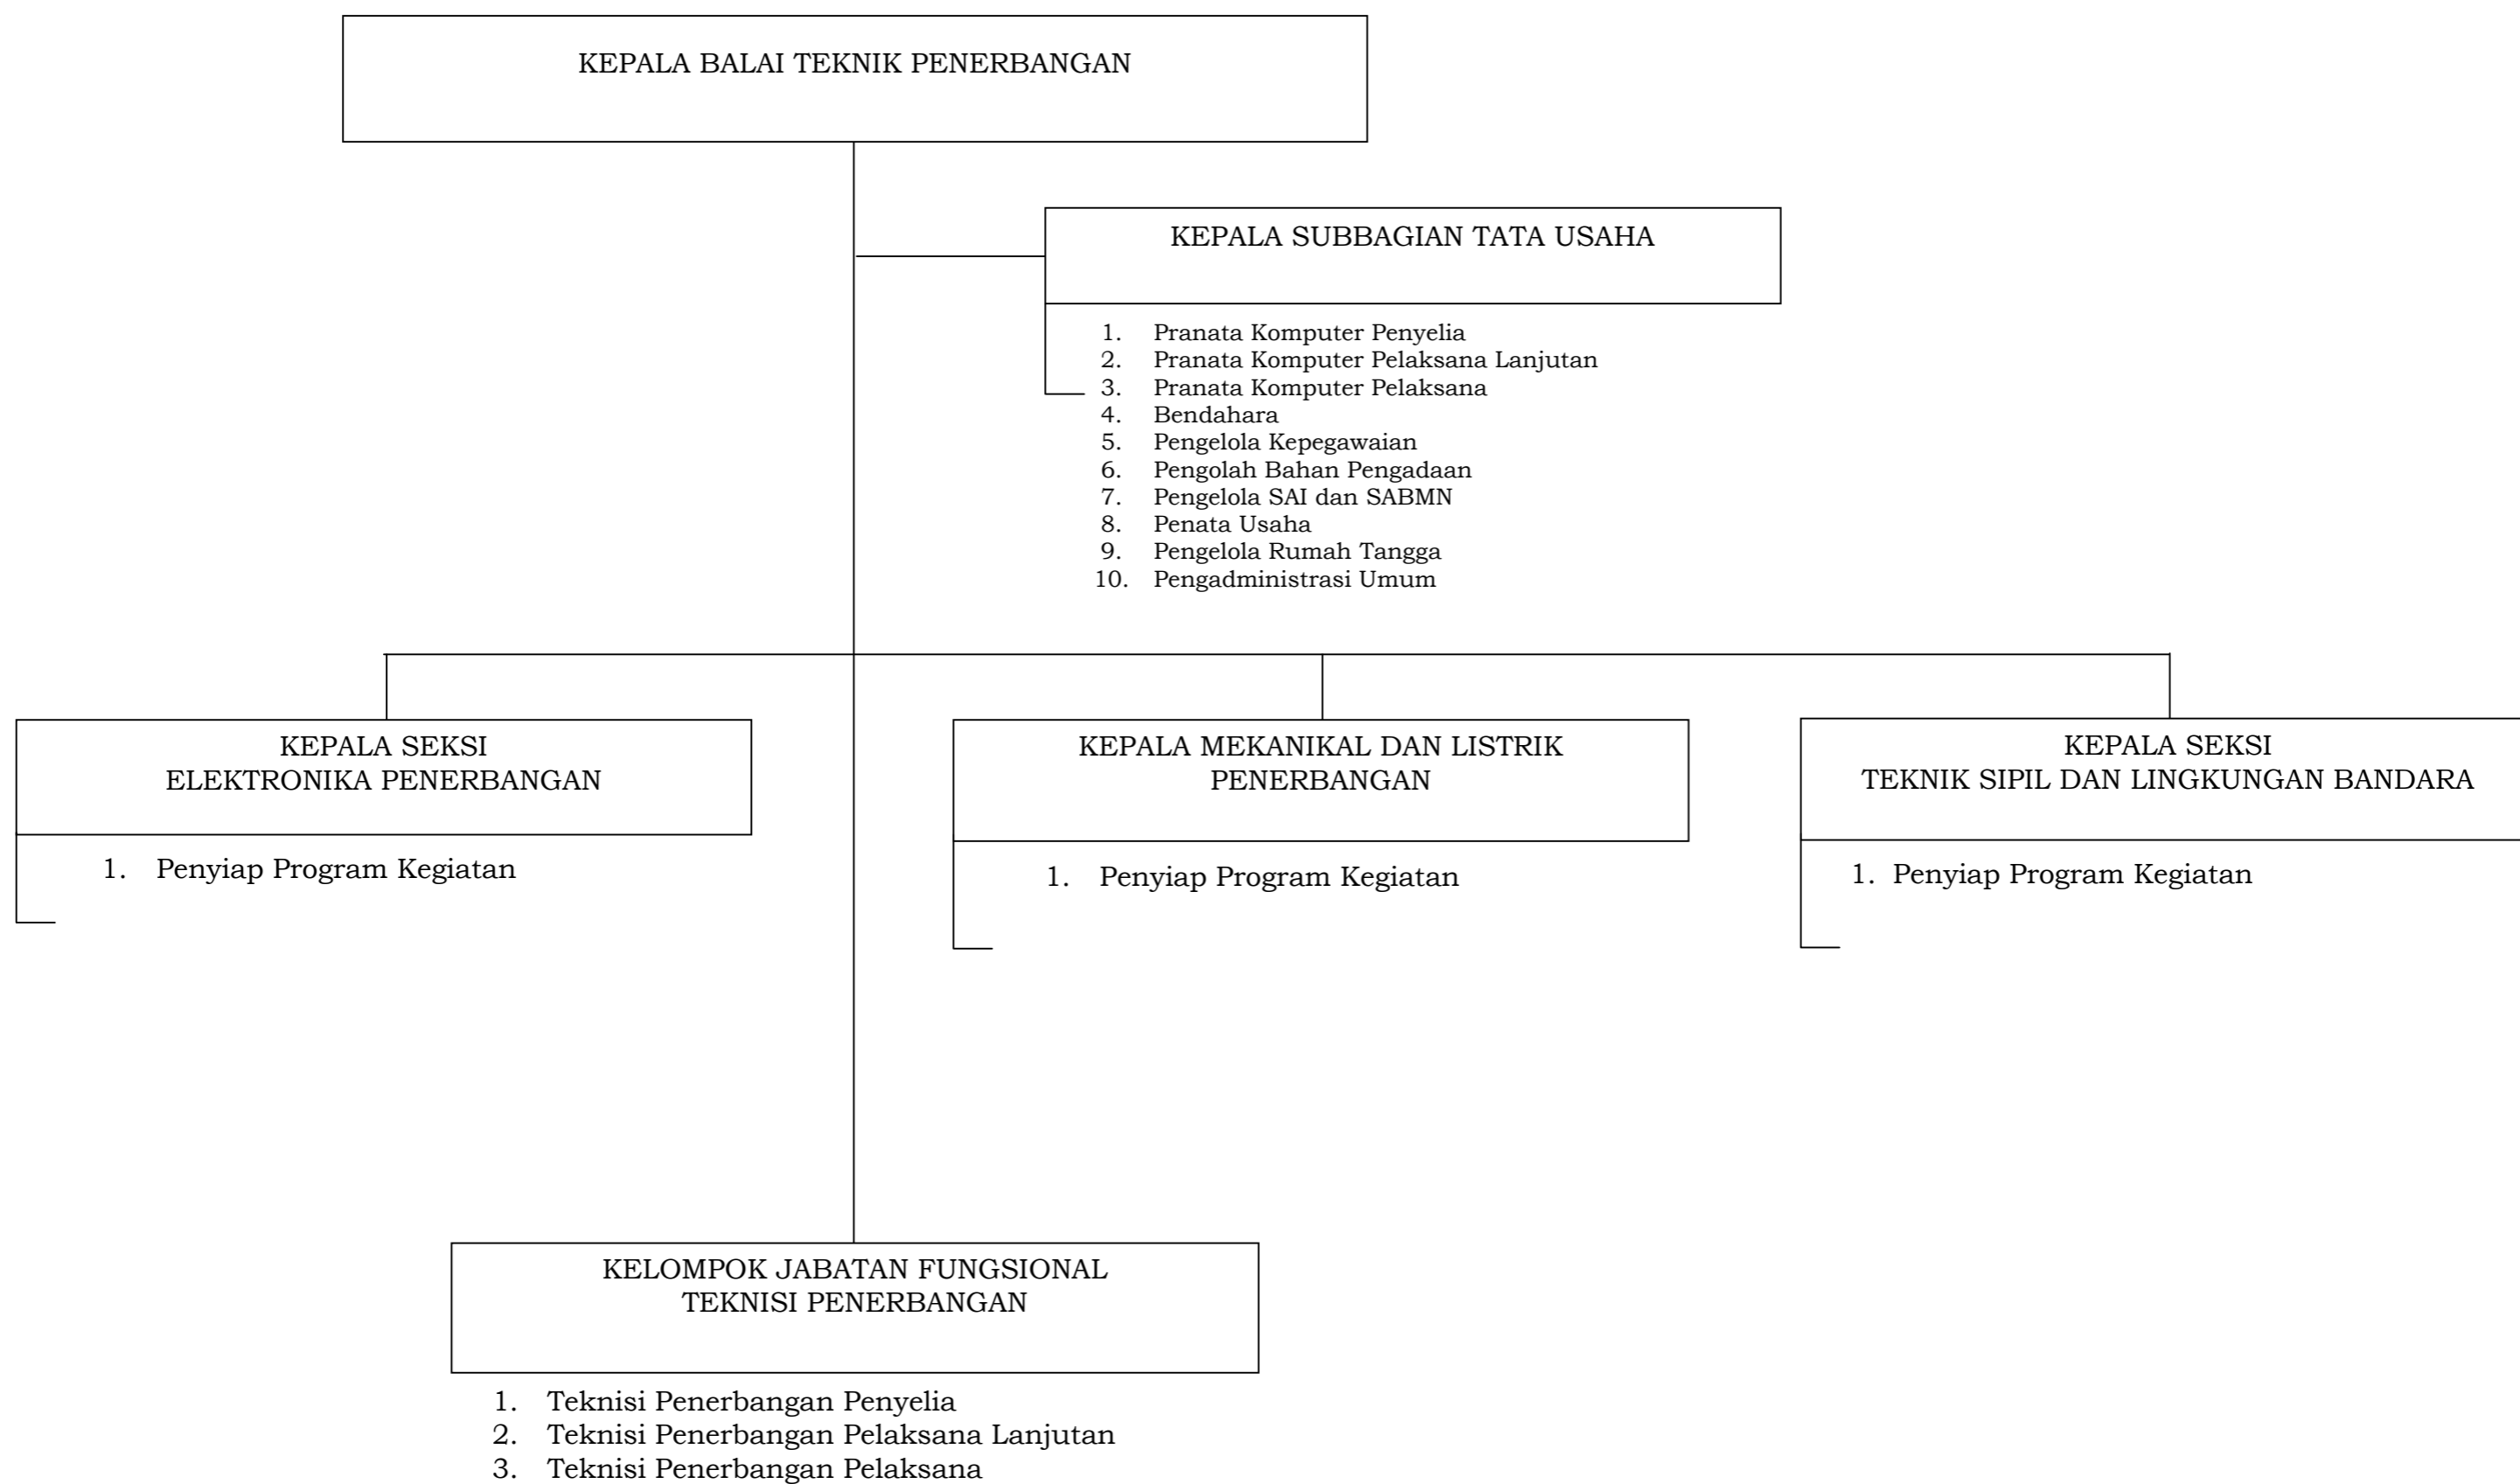 KEPALA BALAI TEKNIK PENERBANGAN
KEPALA SUBBAGIAN TATA USAHA
1. Pranata Komputer Penyelia
2. Pranata Komputer Pelaksana Lanjutan
3. Pranata Komputer Pelaksana
4. Bendahara
5. Pengelola Kepegawaian
6. Pengolah Bahan Pengadaan
7. Pengelola SAI dan SABMN
8. Penata Usaha
9. Pengelola Rumah Tangga
10. Pengadministrasi Umum
KEPALA SEKSI
ELEKTRONIKA PENERBANGAN
1. Penyiap Program Kegiatan
KEPALA MEKANIKAL DAN LISTRIK
PENERBANGAN
1. Penyiap Program Kegiatan
KEPALA SEKSI
TEKNIK SIPIL DAN LINGKUNGAN BANDARA
1. Penyiap Program Kegiatan
KELOMPOK JABATAN FUNGSIONAL
TEKNISI PENERBANGAN
1. Teknisi Penerbangan Penyelia
2. Teknisi Penerbangan Pelaksana Lanjutan
3. Teknisi Penerbangan Pelaksana